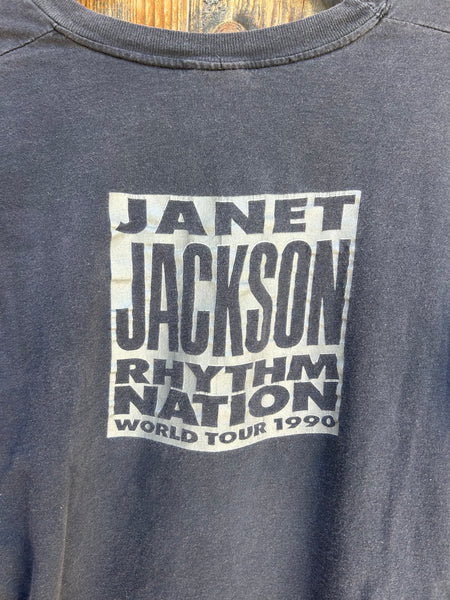 JANET
JACKSON
RHYTHM
NATION
WORLD TOUR 1990